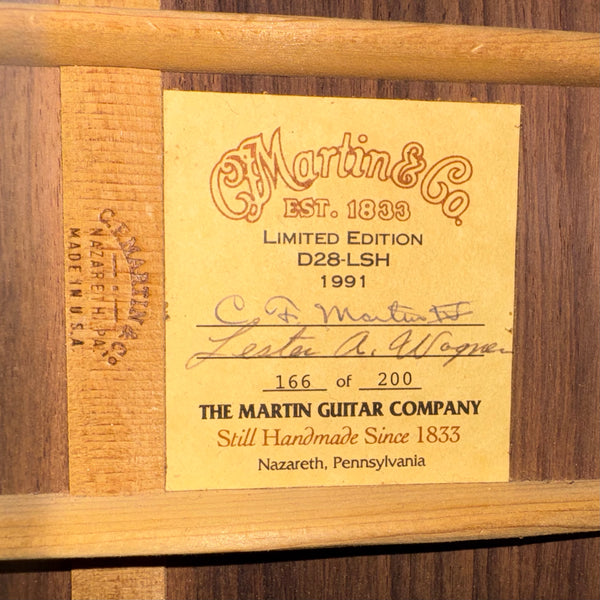 C.F. MARTIN & Co
NAZARETH, PA.
MADE IN U.S.A
C.F. Martin & Co.
EST. 1833
LIMITED EDITION
D28-LSH
1991
C F Martin IV
Lester A. Wagner
166 of 200
THE MARTIN GUITAR COMPANY
Still Handmade Since 1833
Nazareth, Pennsylvania